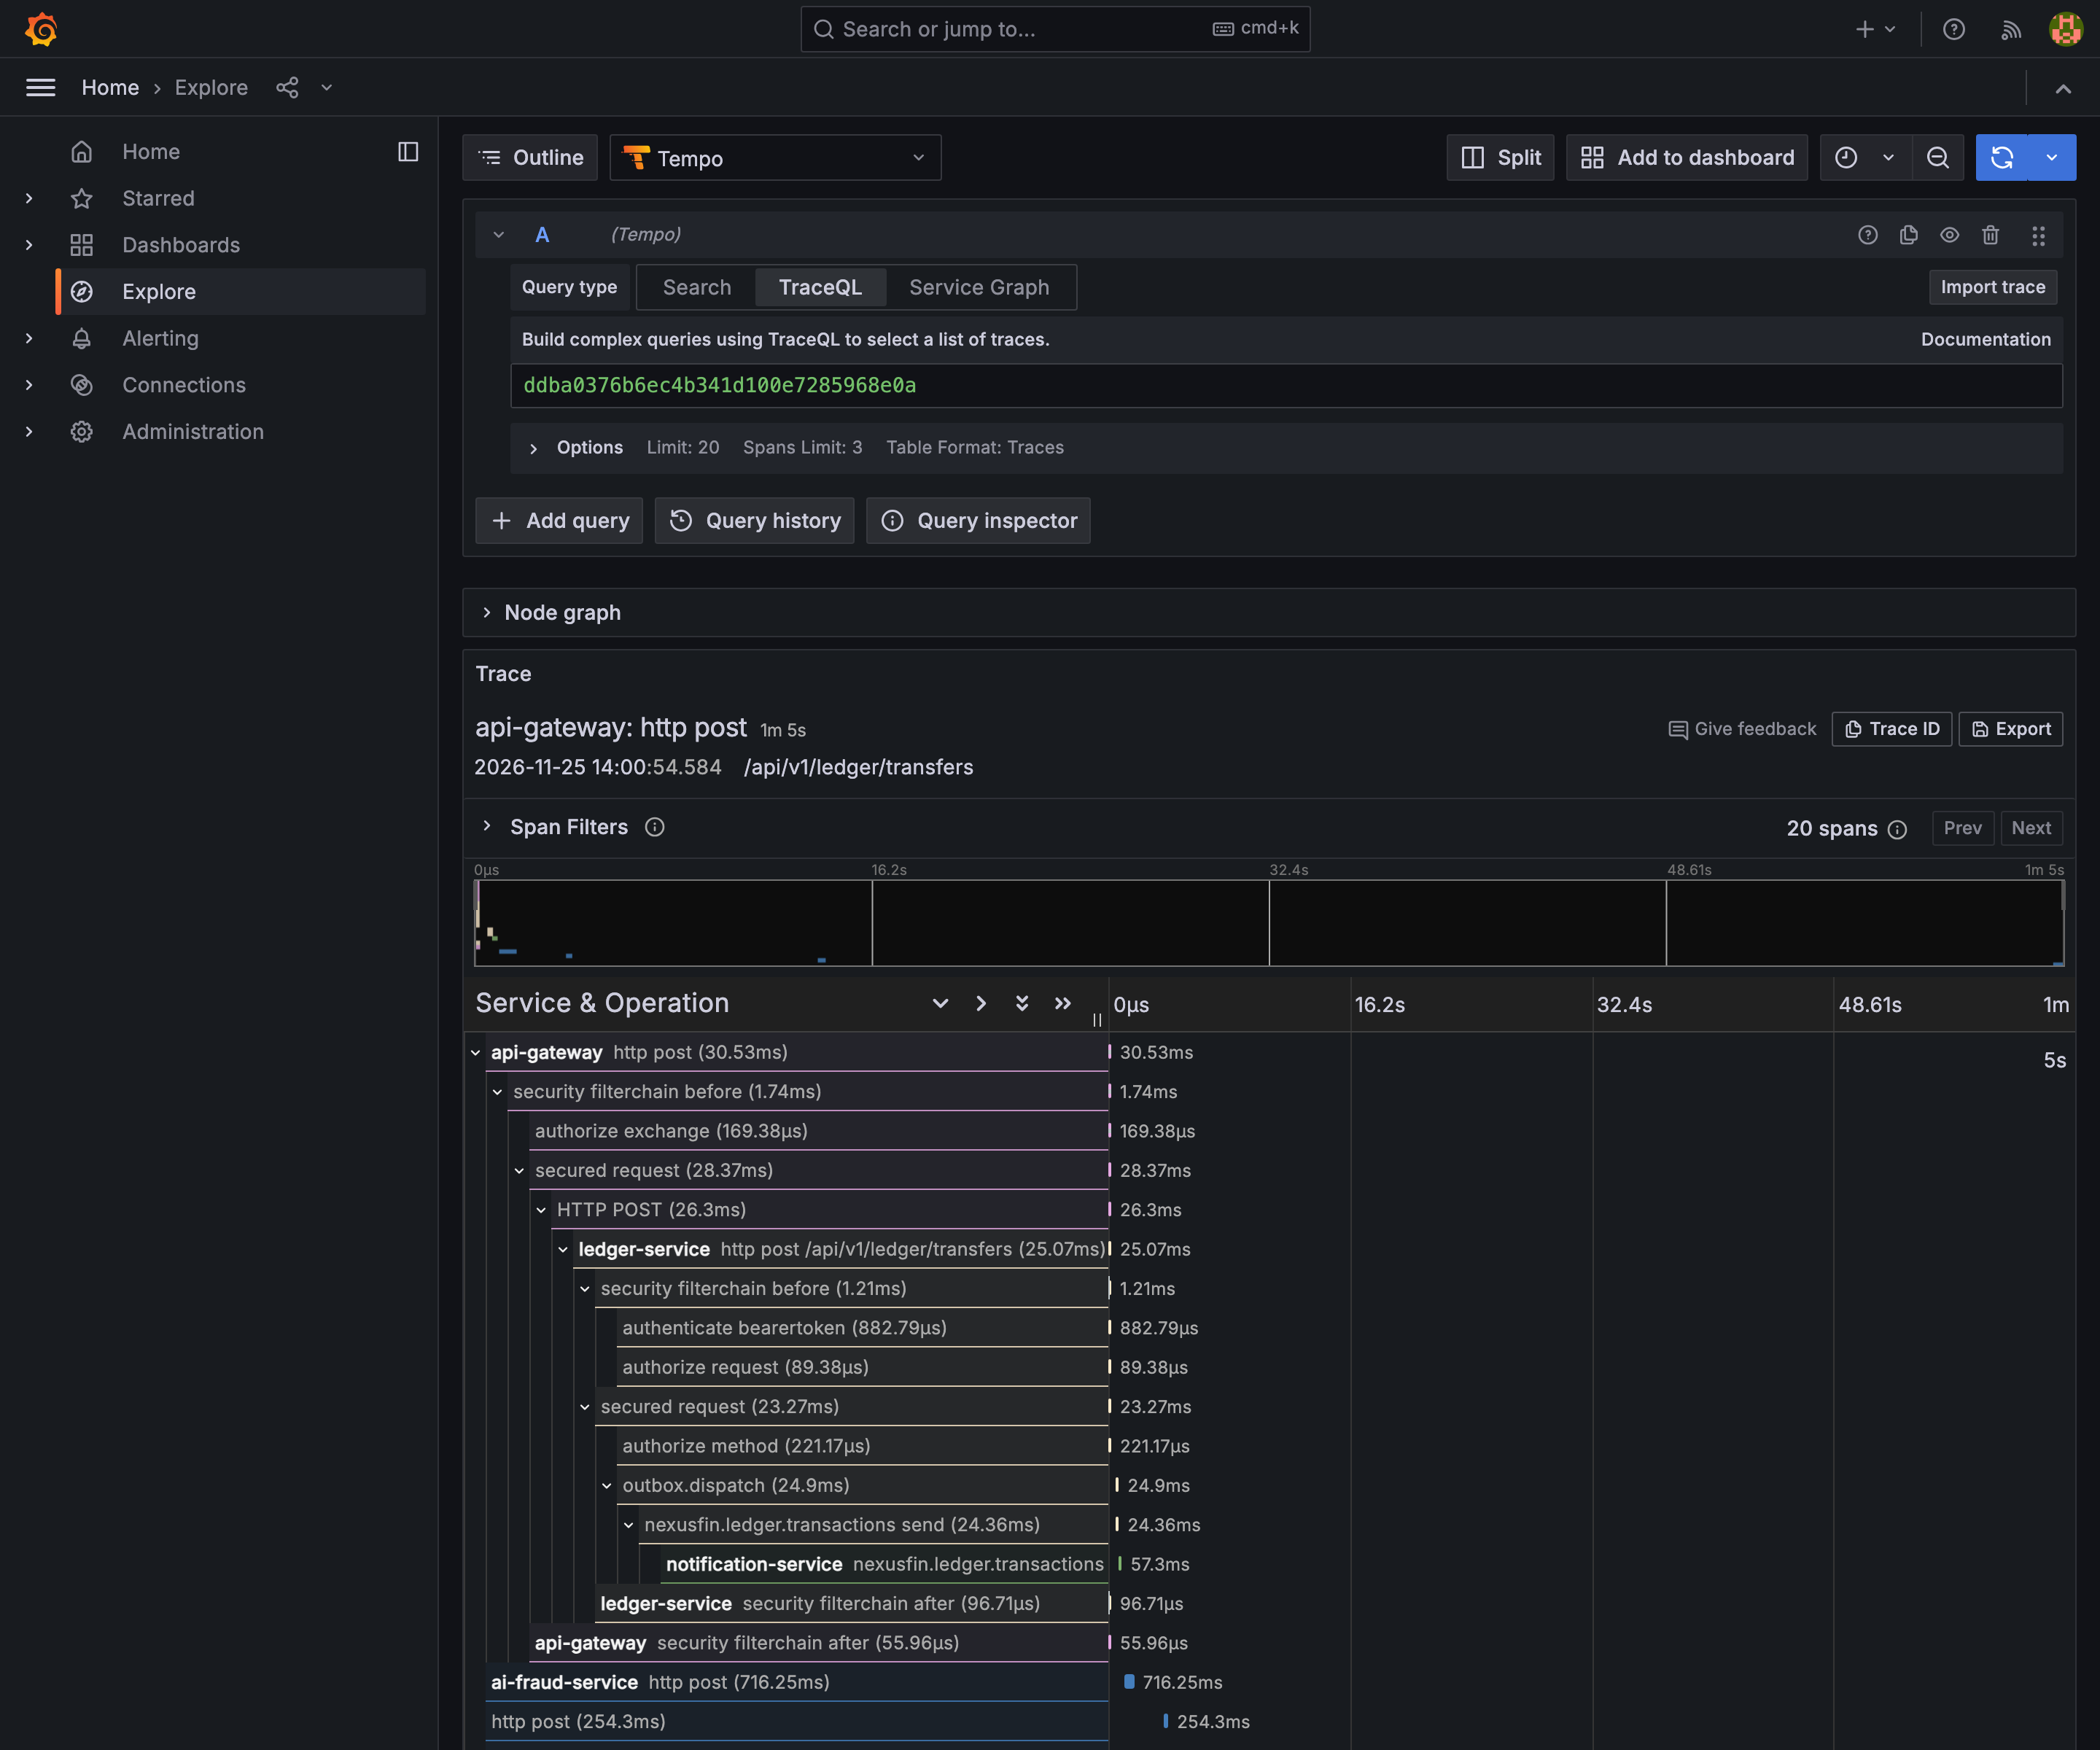 Search or jump to...
cmd+k
Home › Explore
Home
Starred
Dashboards
Explore
Alerting
Connections
Administration
Outline
Tempo
Split
Add to dashboard
A
(Tempo)
Query type
Search
TraceQL
Service Graph
Import trace
Build complex queries using TraceQL to select a list of traces.
Documentation
ddba0376b6ec4b341d100e7285968e0a
Options
Limit: 20
Spans Limit: 3
Table Format: Traces
Add query
Query history
Query inspector
Node graph
Trace
api-gateway: http post 1m 5s
Give feedback
Trace ID
Export
2026-11-25 14:00:54.584 /api/v1/ledger/transfers
Span Filters
20 spans
Prev
Next
0μs 16.2s 32.4s 48.61s 1m 5s
Service & Operation
0μs 16.2s 32.4s 48.61s 1m 5s
api-gateway http post (30.53ms) 30.53ms
security filterchain before (1.74ms) 1.74ms
authorize exchange (169.38μs) 169.38μs
secured request (28.37ms) 28.37ms
HTTP POST (26.3ms) 26.3ms
ledger-service http post /api/v1/ledger/transfers (25.07ms) 25.07ms
security filterchain before (1.21ms) 1.21ms
authenticate bearertoken (882.79μs) 882.79μs
authorize request (89.38μs) 89.38μs
secured request (23.27ms) 23.27ms
authorize method (221.17μs) 221.17μs
outbox.dispatch (24.9ms) 24.9ms
nexusfin.ledger.transactions send (24.36ms) 24.36ms
notification-service nexusfin.ledger.transactions 57.3ms
ledger-service security filterchain after (96.71μs) 96.71μs
api-gateway security filterchain after (55.96μs) 55.96μs
ai-fraud-service http post (716.25ms) 716.25ms
http post (254.3ms) 254.3ms